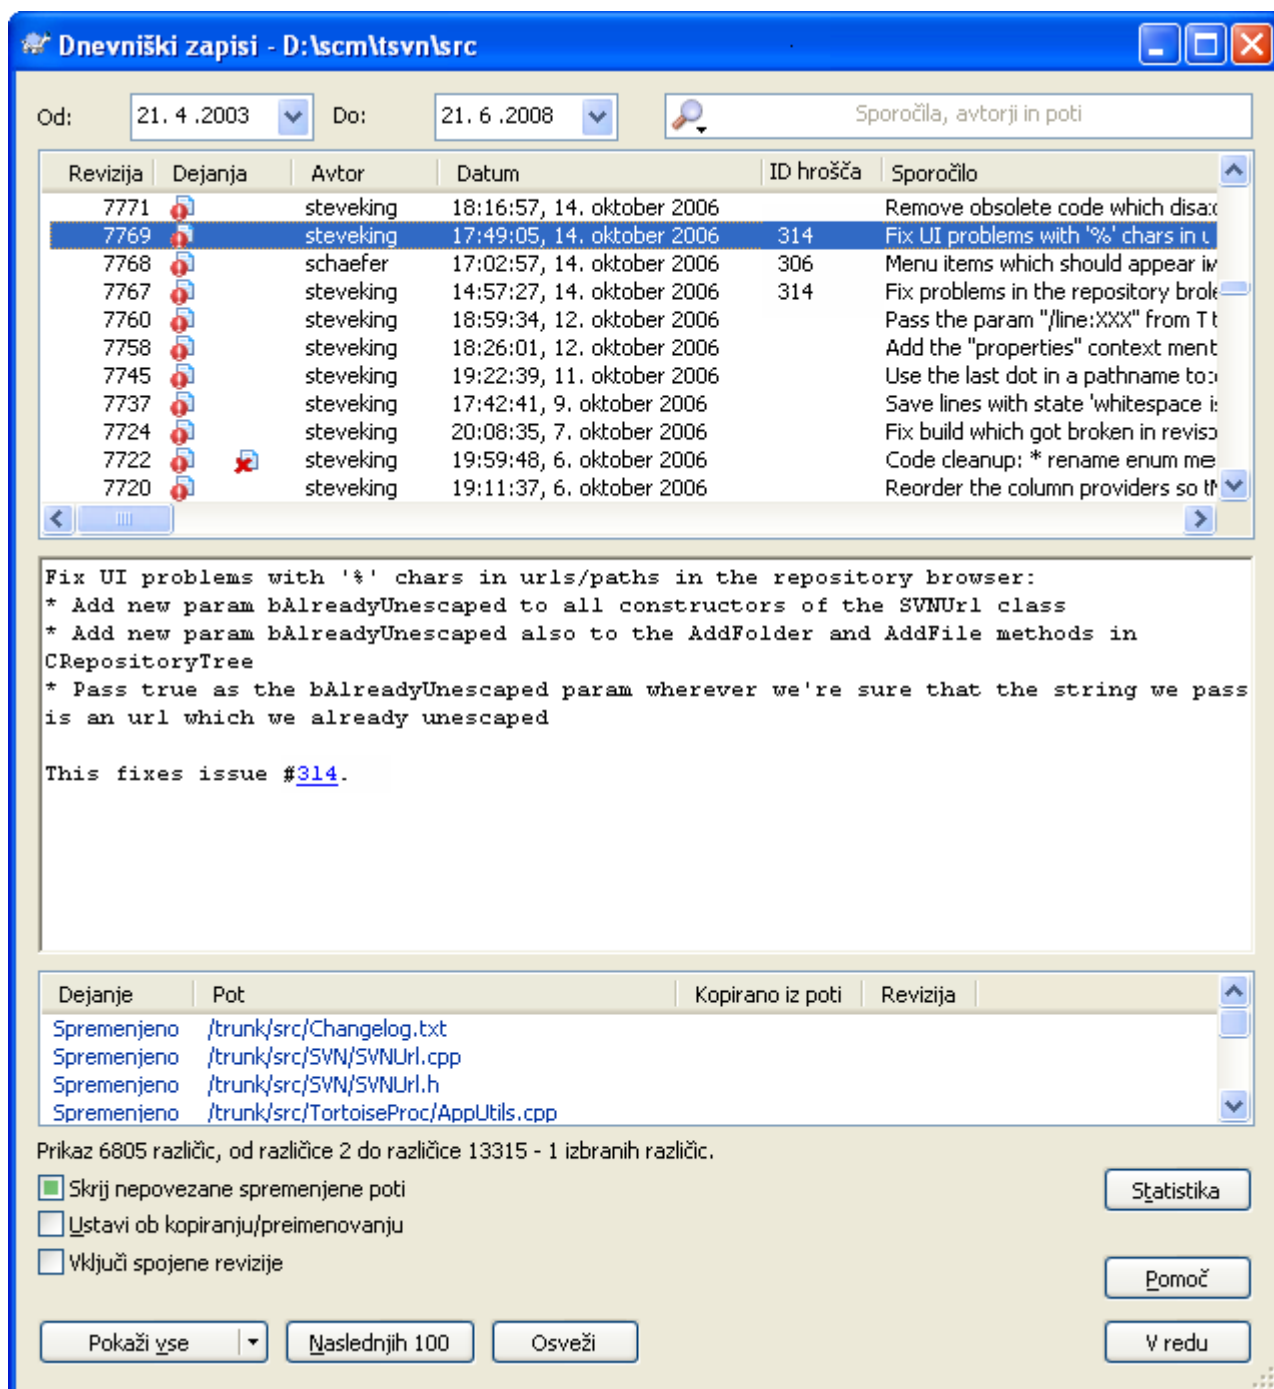 Dnevniški zapisi - D:\scm\tsvn\src
Od: 21. 4 .2003 Do: 21. 6 .2008 Sporočila, avtorji in poti
Revizija Dejanja Avtor Datum ID hrošča Sporočilo
7771 steveking 18:16:57, 14. oktober 2006 Remove obsolete code which
7769 steveking 17:49:05, 14. oktober 2006 314 Fix UI problems with '%' chars in
7768 schaefer 17:02:57, 14. oktober 2006 306 Menu items which should appear
7767 steveking 14:57:27, 14. oktober 2006 314 Fix problems in the repository
7760 steveking 18:59:34, 12. oktober 2006 Pass the param "/line:XXX" from
7758 steveking 18:26:01, 12. oktober 2006 Add the "properties" context
7745 steveking 19:22:39, 11. oktober 2006 Use the last dot in a pathname
7737 steveking 17:42:41, 9. oktober 2006 Save lines with state 'whitespace
7724 steveking 20:08:35, 7. oktober 2006 Fix build which got broken in
7722 steveking 19:59:48, 6. oktober 2006 Code cleanup: * rename enum me
7720 steveking 19:11:37, 6. oktober 2006 Reorder the column providers so
Fix UI problems with '%' chars in urls/paths in the repository browser:
* Add new param bAlreadyUnescaped to all constructors of the SVNUrl class
* Add new param bAlreadyUnescaped also to the AddFolder and AddFile methods in
CRepositoryTree
* Pass true as the bAlreadyUnescaped param wherever we're sure that the string we pass
is an url which we already unescaped
This fixes issue #314.
Dejanje Pot Kopirano iz poti Revizija
Spremenjeno /trunk/src/Changelog.txt
Spremenjeno /trunk/src/SVN/SVNUrl.cpp
Spremenjeno /trunk/src/SVN/SVNUrl.h
Spremenjeno /trunk/src/TortoiseProc/AppUtils.cpp
Prikaz 6805 različic, od različice 2 do različice 13315 - 1 izbranih različic.
Skrij nepovezane spremenjene poti
Statistika
Ustavi ob kopiranju/preimenovanju
Vključi spojene revizije
Pomoč
Pokaži vse Naslednjih 100 Osveži V redu